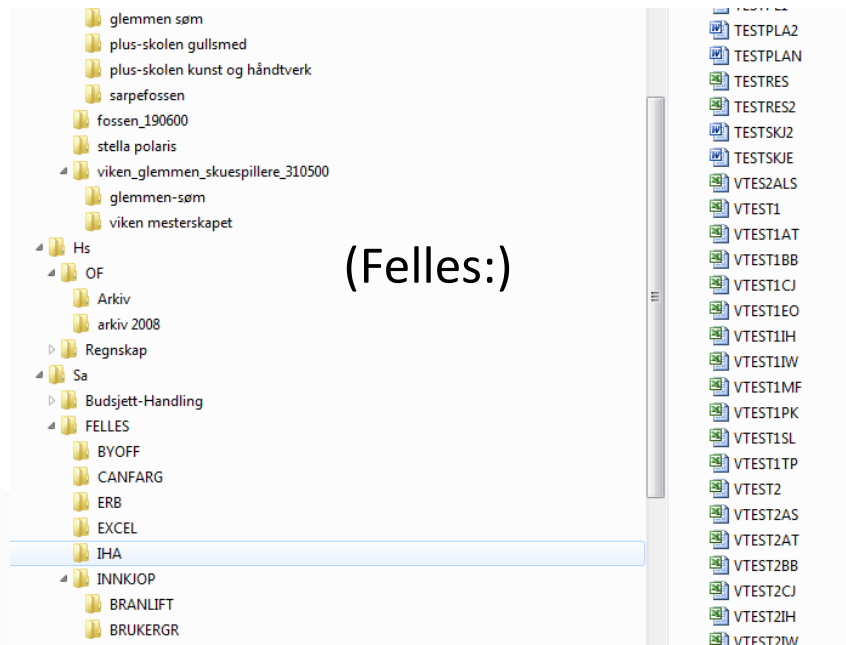 glemmen søm
plus-skolen gullsmed
plus-skolen kunst og håndtverk
sarpefossen
fossen_190600
stella polaris
viken_glemmen_skuespillere_310500
glemmen-søm
viken mesterskapet
Hs
OF
Arkiv
arkiv 2008
Regnskap
Sa
Budsjett-Handling
FELLES
BYOFF
CANFARG
ERB
EXCEL
IHA
INNKJOP
BRANLIFT
BRUKERGR
(Felles:)
TESTPLA2
TESTPLAN
TESTRES
TESTRES2
TESTSKJ2
TESTSKJE
VTES2ALS
VTEST1
VTEST1AT
VTEST1BB
VTEST1CJ
VTEST1EO
VTEST1IH
VTEST1IW
VTEST1MF
VTEST1PK
VTEST1SL
VTEST1TP
VTEST2
VTEST2AS
VTEST2AT
VTEST2BB
VTEST2CJ
VTEST2IH
VTEST2IW